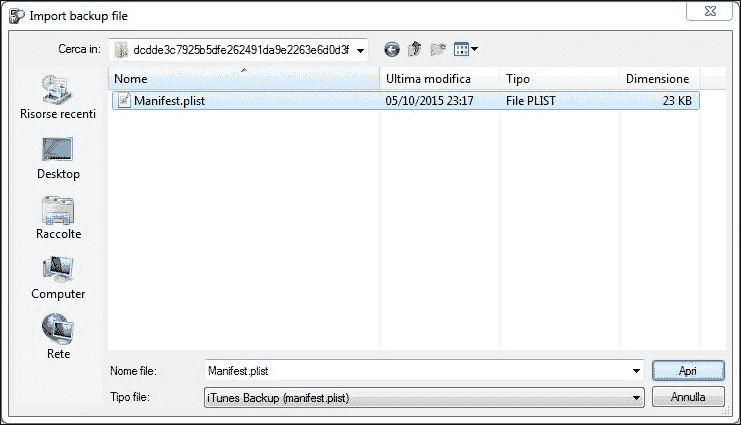 Import backup file
Cerca in: dcdde3c7925b5dfe262491da9e2263e6d0d3f
Nome Ultima modifica Tipo Dimensione
Manifest.plist 05/10/2015 23:17 File PLIST 23 KB
Risorse recenti
Desktop
Raccolte
Computer
Rete
Nome file: Manifest.plist Apri
Tipo file: iTunes Backup (manifest.plist) Annulla